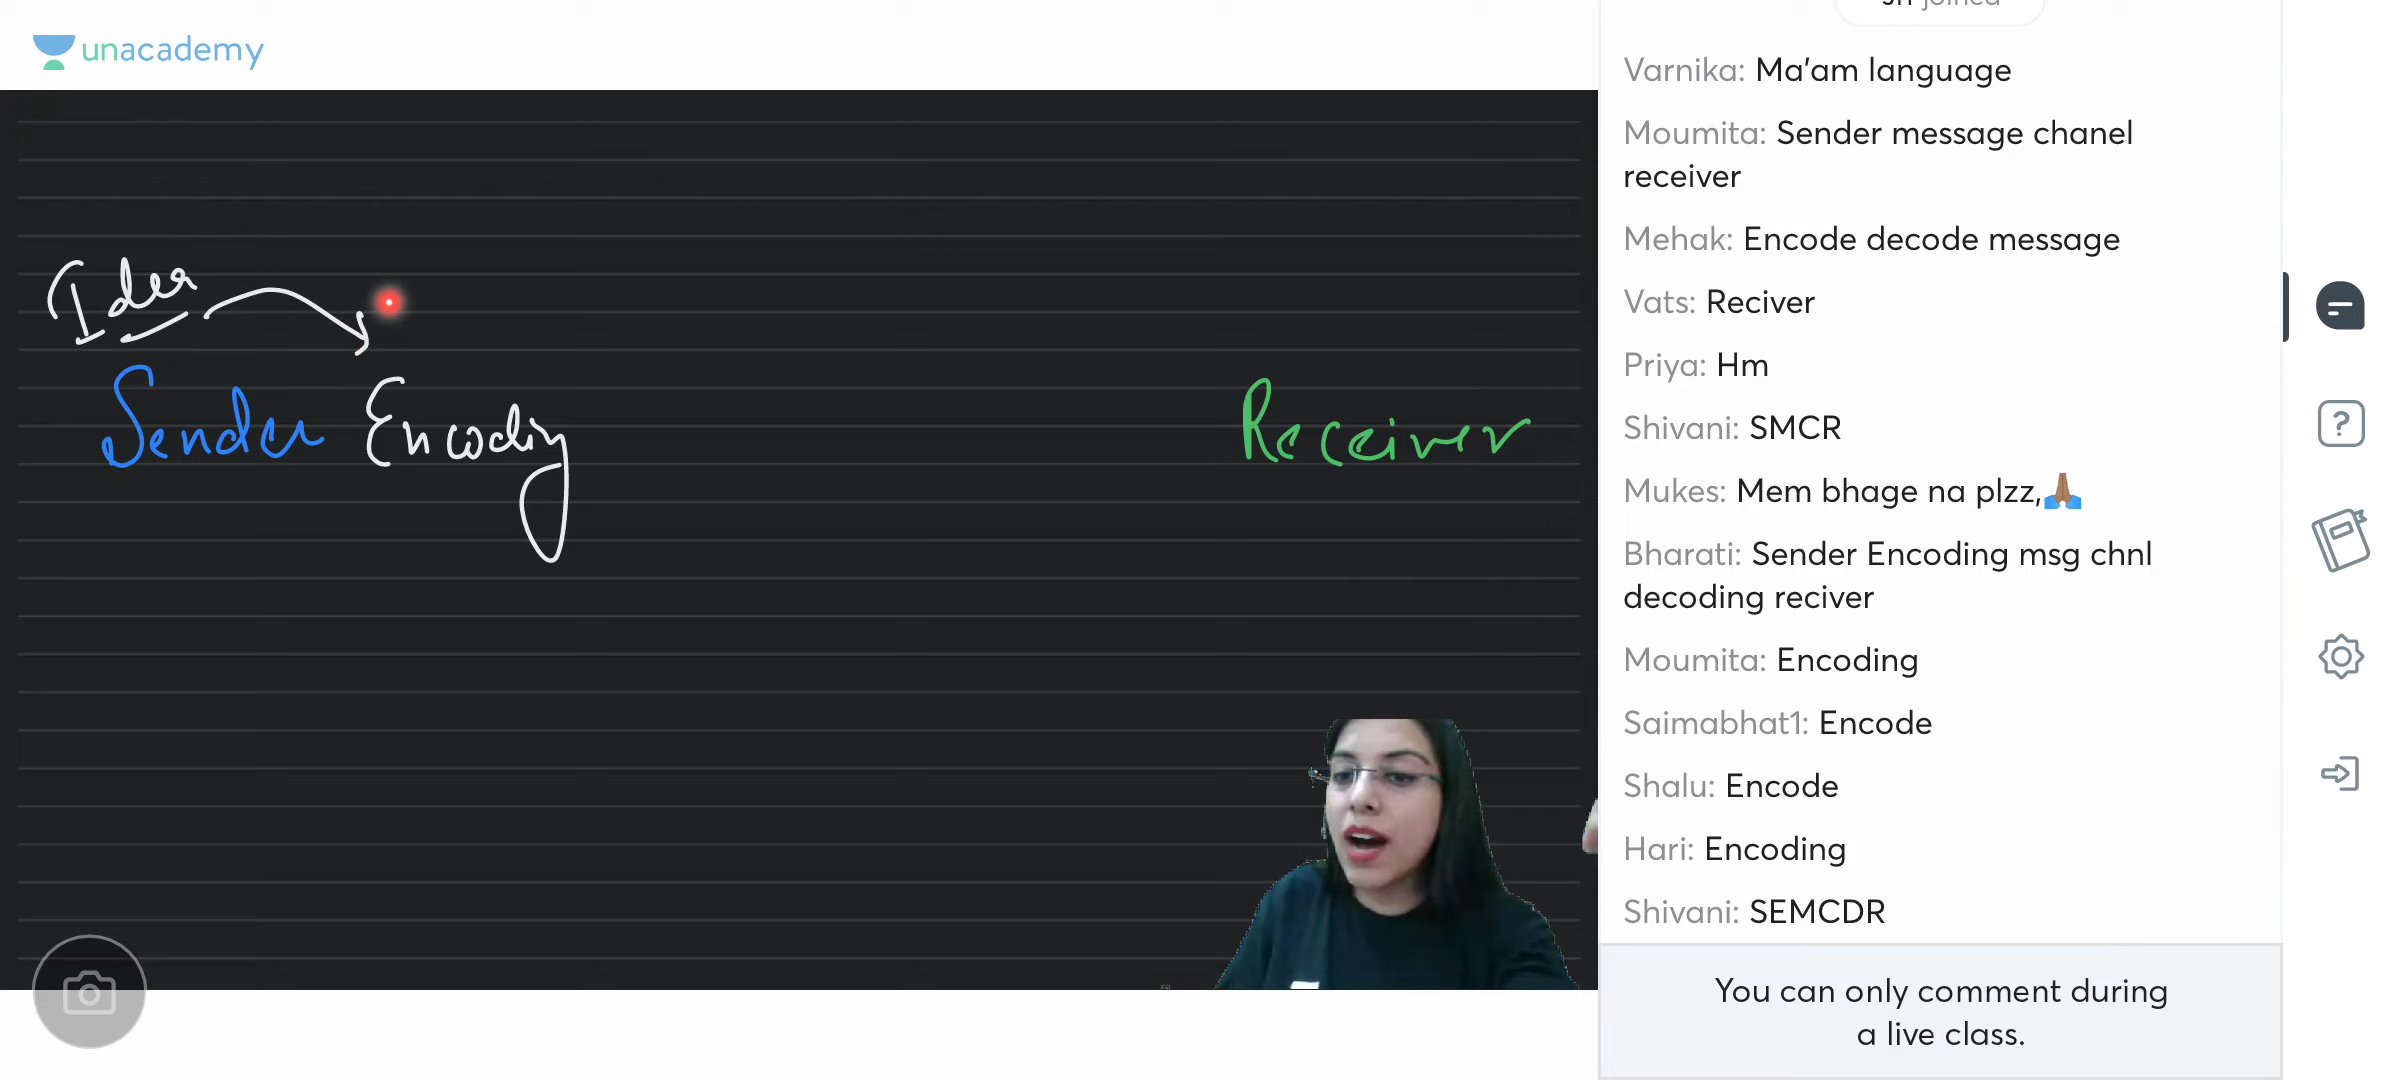 unacademy
Idea
Sender Encoding
Receiver
joined
Varnika: Ma'am language
Moumita: Sender message chanel
receiver
Mehak: Encode decode message
Vats: Reciver
Priya: Hm
Shivani: SMCR
Mukes: Mem bhage na plzz,🙏🏽
Bharati: Sender Encoding msg chnl
decoding reciver
Moumita: Encoding
Saimabhat1: Encode
Shalu: Encode
Hari: Encoding
Shivani: SEMCDR
You can only comment during
a live class.